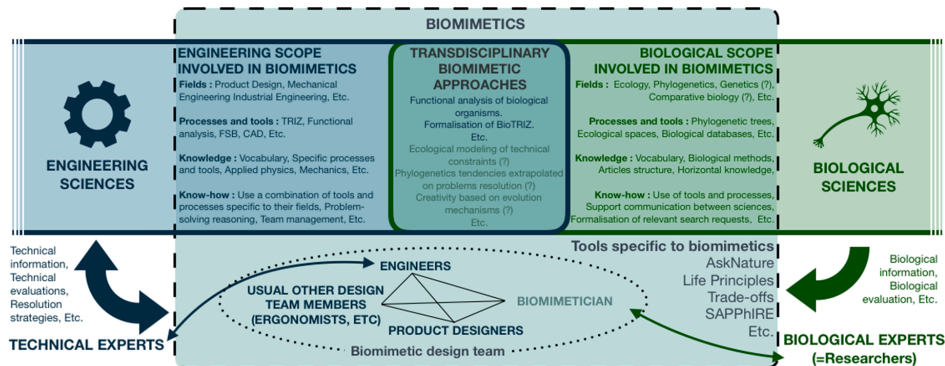 BIOMIMETICS
ENGINEERING SCOPE
INVOLVED IN BIOMIMETICS
Fields : Product Design, Mechanical
Engineering Industrial Engineering, Etc.
Processes and tools : TRIZ, Functional
analysis, FSB, CAD, Etc.
Knowledge : Vocabulary, Specific processes
and tools, Applied physics, Mechanics, Etc.
Know-how : Use a combination of tools and
processes specific to their fields, Problem-
solving reasoning, Team management, Etc.
TRANSDISCIPLINARY
BIOMIMETIC
APPROACHES
Functional analysis of biological
organisms.
Formalisation of BioTRIZ.
Etc.
Ecological modeling of technical
constraints (?)
Phylogenetics tendencies extrapolated
on problems resolution (?)
Creativity based on evolution
mechanisms (?)
Etc.
BIOLOGICAL SCOPE
INVOLVED IN BIOMIMETICS
Fields : Ecology, Phylogenetics, Genetics (?),
Comparative biology (?), Etc.
Processes and tools : Phylogenetic trees,
Ecological spaces, Biological databases, Etc.
Knowledge : Vocabulary, Biological methods,
Articles structure, Horizontal knowledge,
Know-how : Use of tools and processes,
Support communication between sciences,
Formalisation of relevant search requests, Etc.
ENGINEERING
SCIENCES
BIOLOGICAL
SCIENCES
Technical
information,
Technical
evaluations,
Resolution
strategies, Etc.
TECHNICAL EXPERTS
ENGINEERS
USUAL OTHER DESIGN
TEAM MEMBERS
(ERGONOMISTS, ETC)
BIOMIMETICIAN
PRODUCT DESIGNERS
Biomimetic design team
Tools specific to biomimetics
AskNature
Life Principles
Trade-offs
SAPPhIRE
Etc.
Biological
information,
Biological
evaluation, Etc.
BIOLOGICAL EXPERTS
(=Researchers)